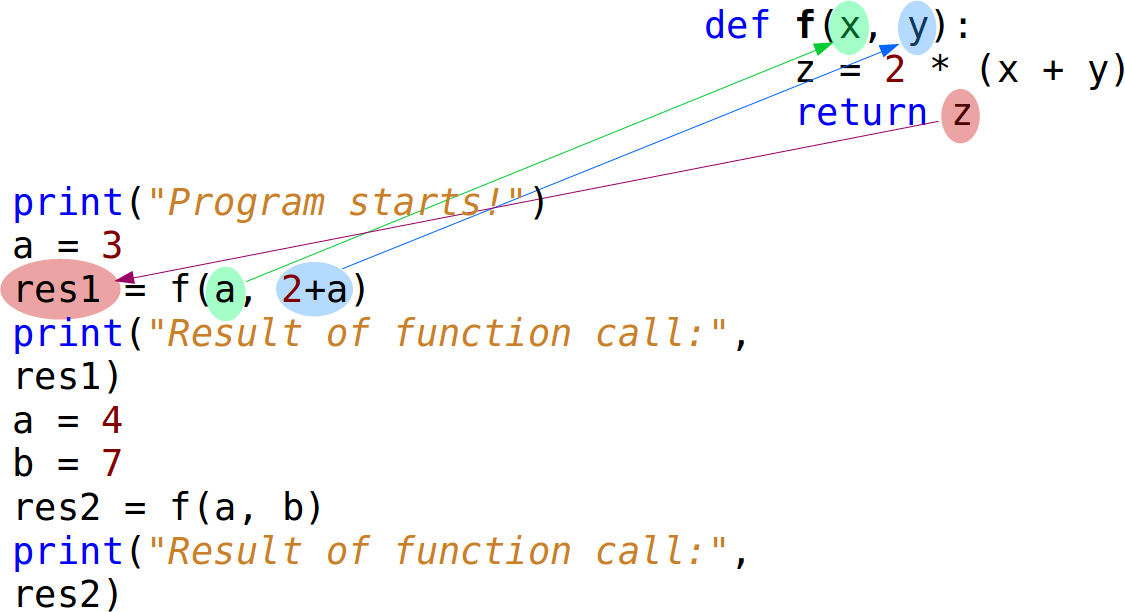 def f(x, y):
z = 2 * (x + y)
return z
print("Program starts!")
a = 3
res1 = f(a, 2+a)
print("Result of function call:",
res1)
a = 4
b = 7
res2 = f(a, b)
print("Result of function call:",
res2)